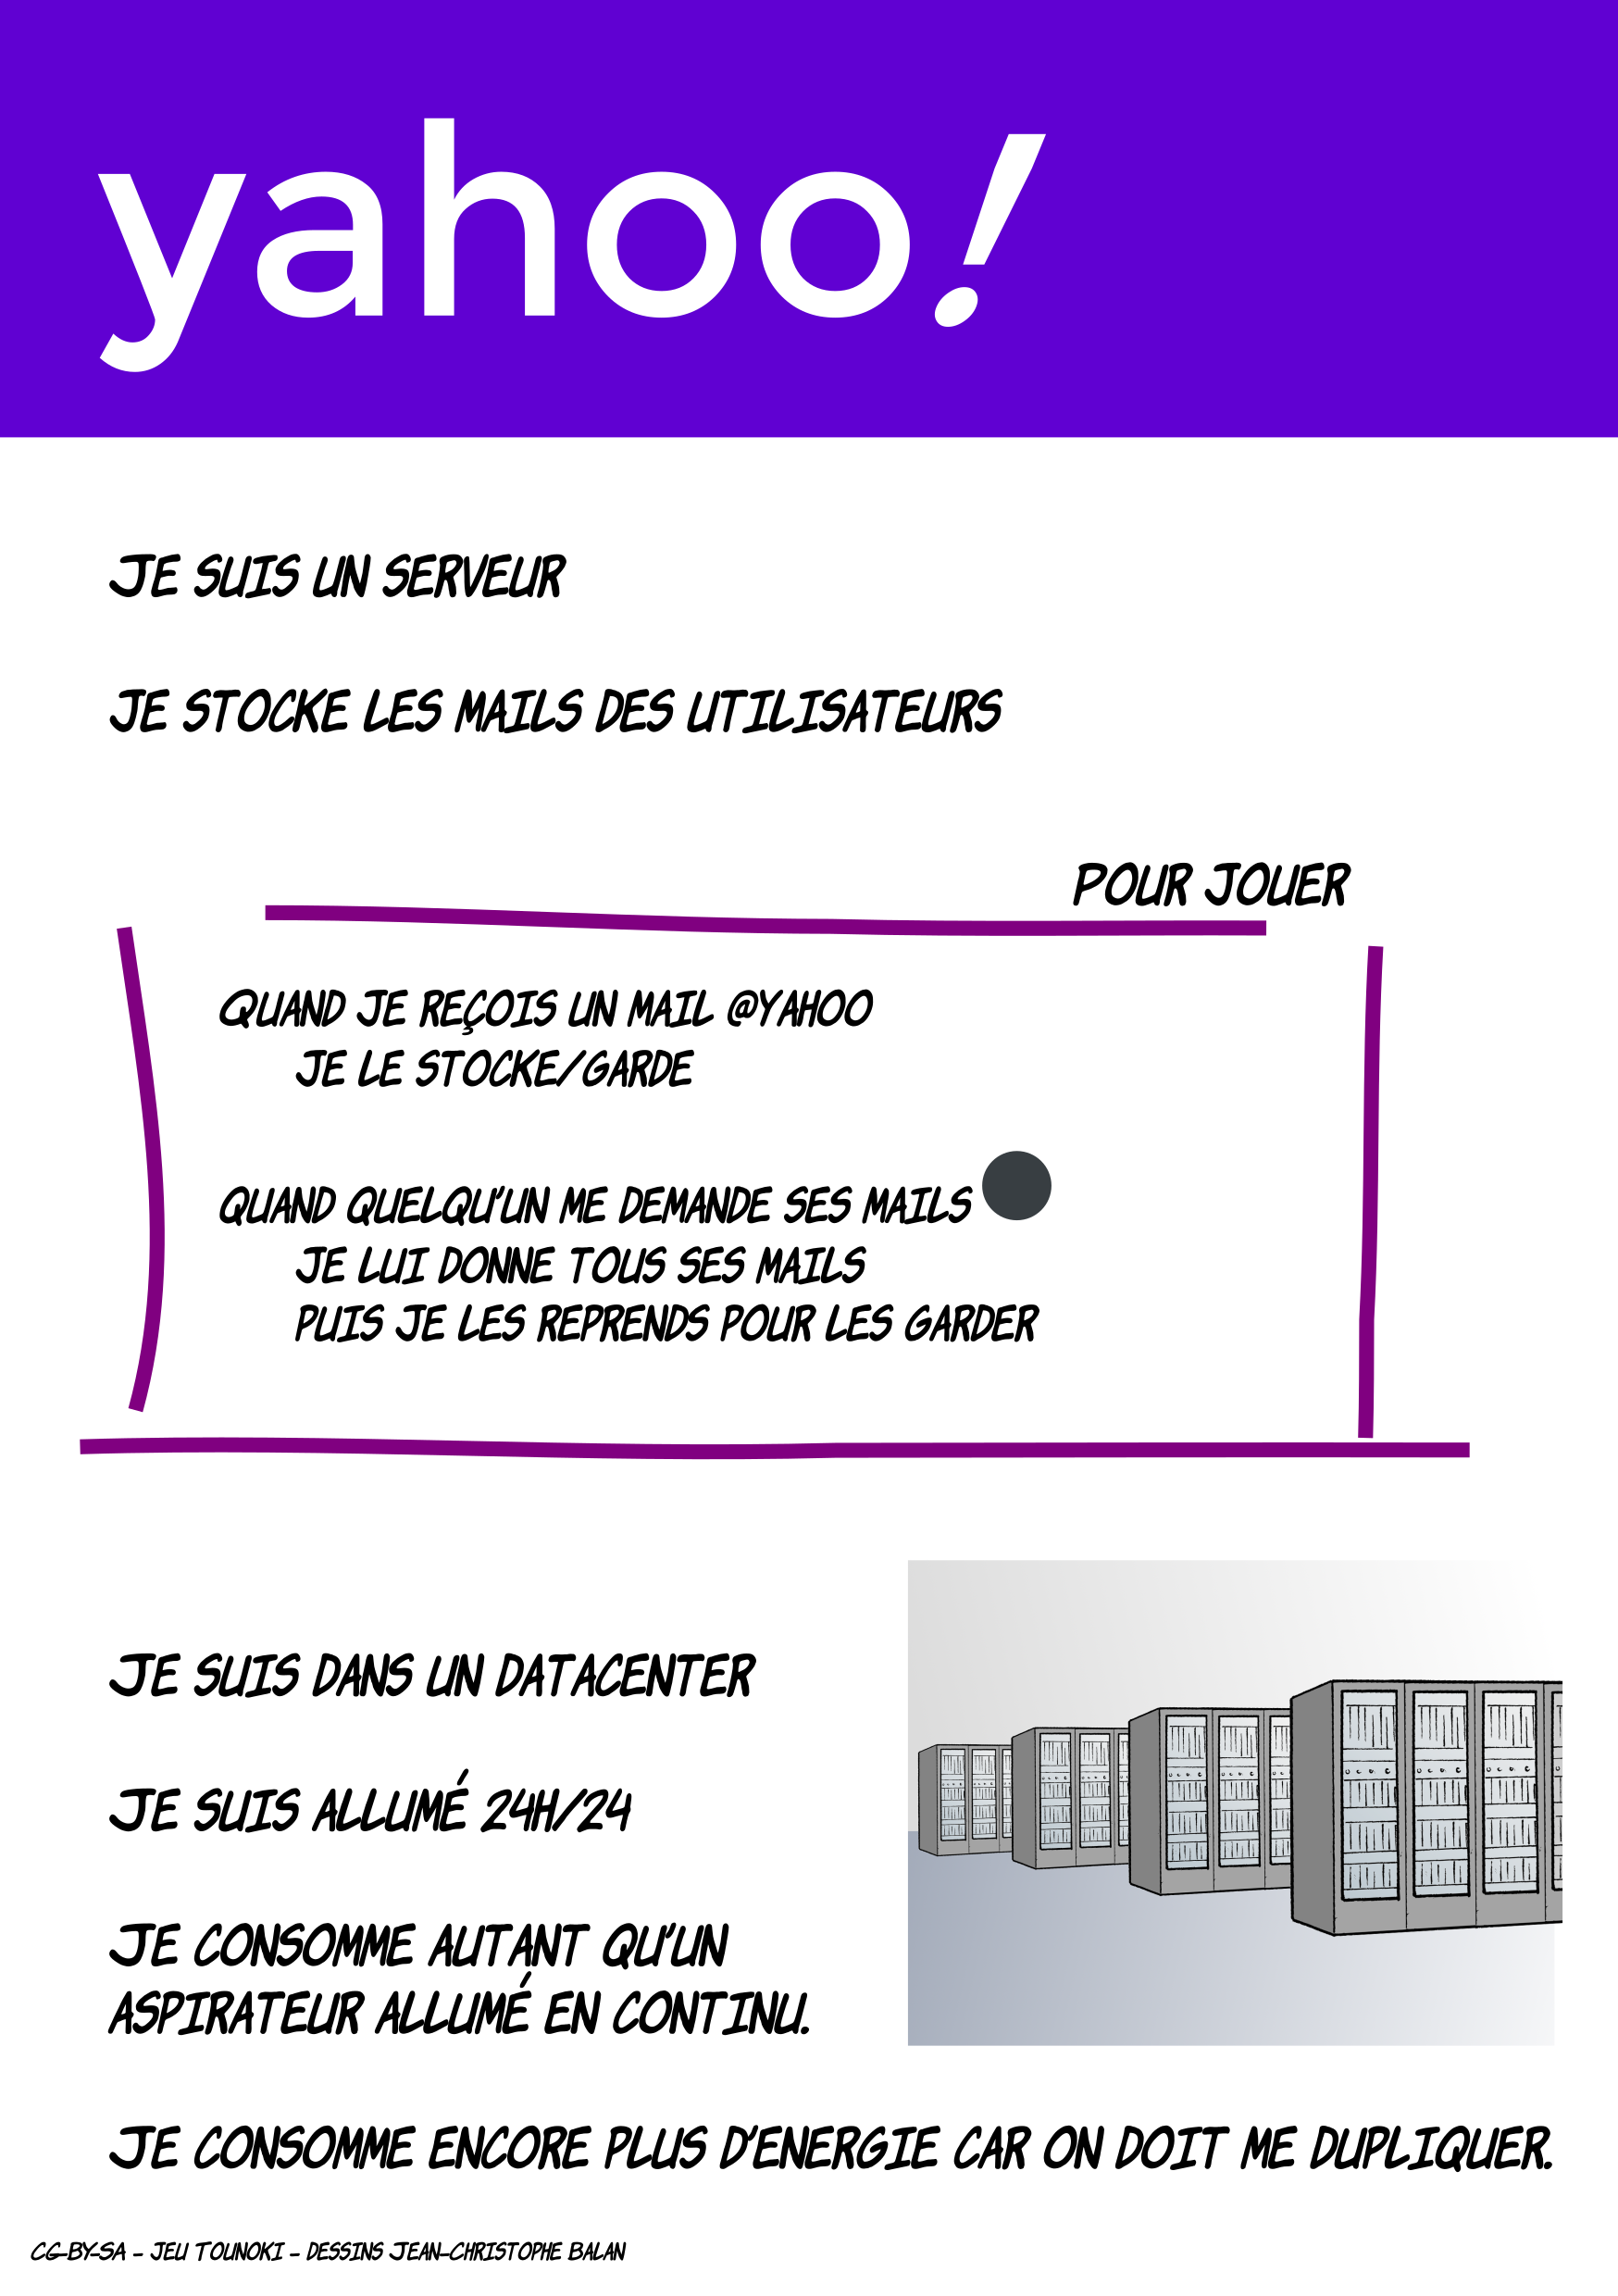 yahoo!
JE SUIS UN SERVEUR
JE STOCKE LES MAILS DES UTILISATEURS
POUR JOUER
QUAND JE REÇOIS UN MAIL @YAHOO
JE LE STOCKE/GARDE
QUAND QUELQU'UN ME DEMANDE SES MAILS
JE LUI DONNE TOUS SES MAILS
PUIS JE LES REPRENDS POUR LES GARDER
JE SUIS DANS UN DATACENTER
JE SUIS ALLUMÉ 24H/24
JE CONSOMME AUTANT QU'UN
ASPIRATEUR ALLUMÉ EN CONTINU.
JE CONSOMME ENCORE PLUS D'ENERGIE CAR ON DOIT ME DUPLIQUER.
CG-BY-SA - JEU TOUNOKI - DESSINS JEAN-CHRISTOPHE BALAN